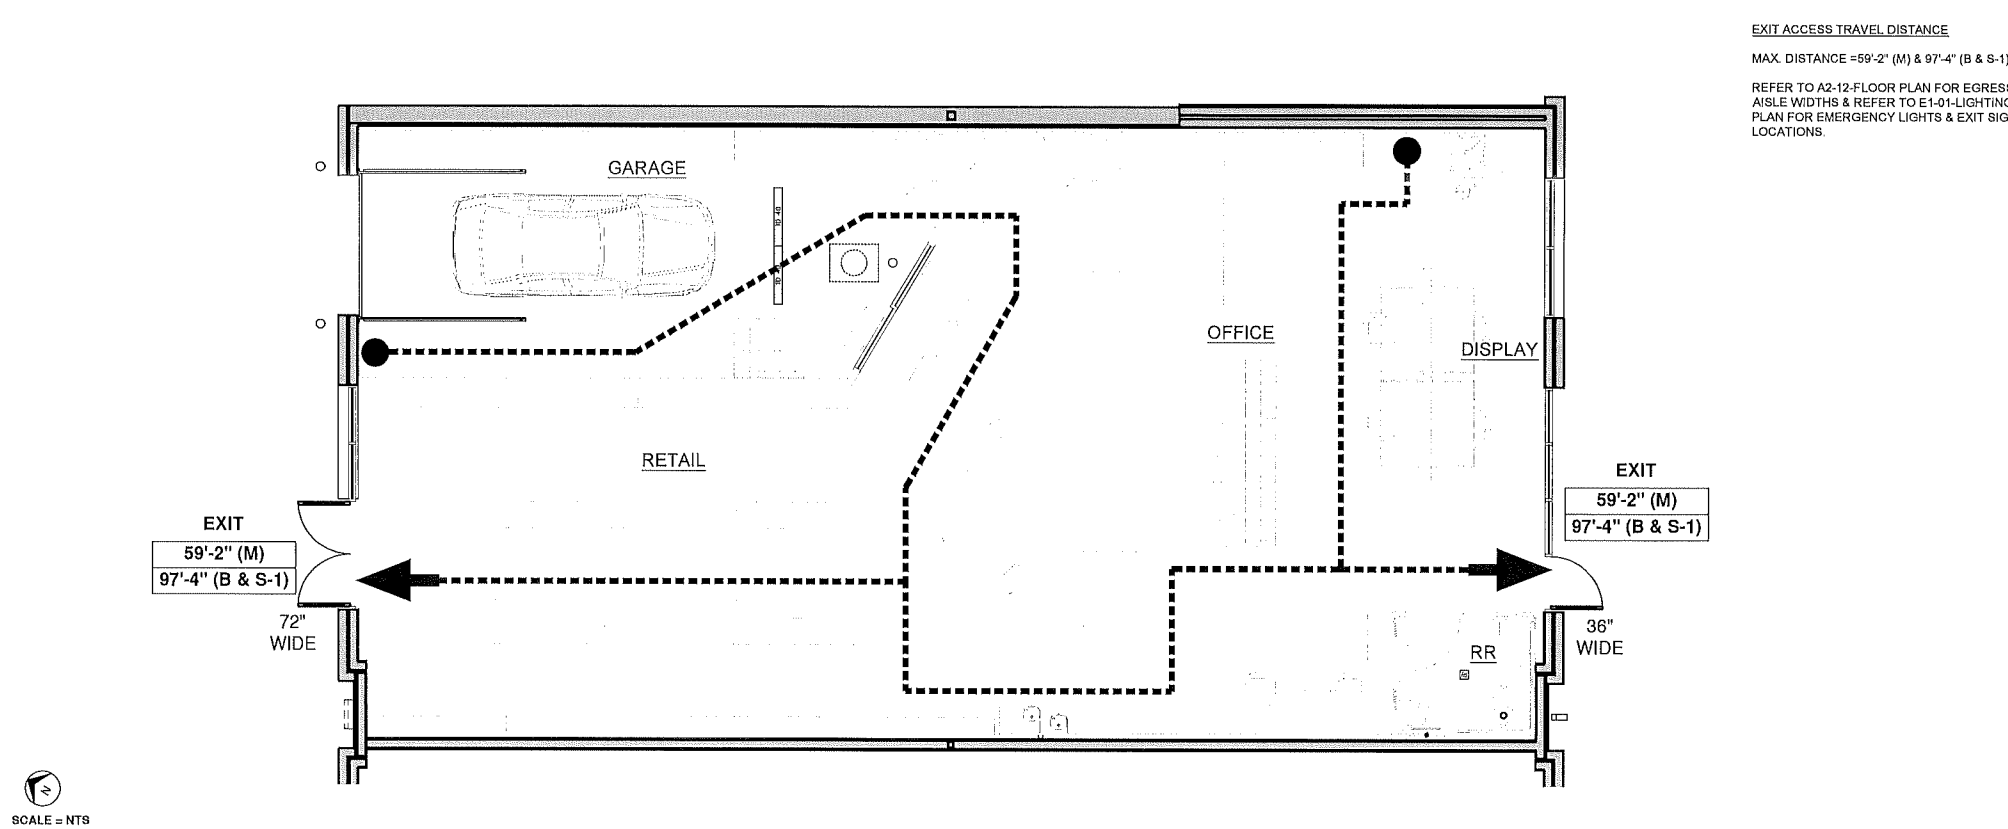 EXIT ACCESS TRAVEL DISTANCE
MAX. DISTANCE =59'-2" (M) & 97'-4" (B & S-1)
REFER TO A2-12-FLOOR PLAN FOR EGRESS
AISLE WIDTHS & REFER TO E1-01-LIGHTING
PLAN FOR EMERGENCY LIGHTS & EXIT SIG
LOCATIONS.
GARAGE
OFFICE
DISPLAY
RETAIL
EXIT
59'-2" (M)
97'-4" (B & S-1)
EXIT
59'-2" (M)
97'-4" (B & S-1)
72"
WIDE
36"
WIDE
RR
N
SCALE = NTS